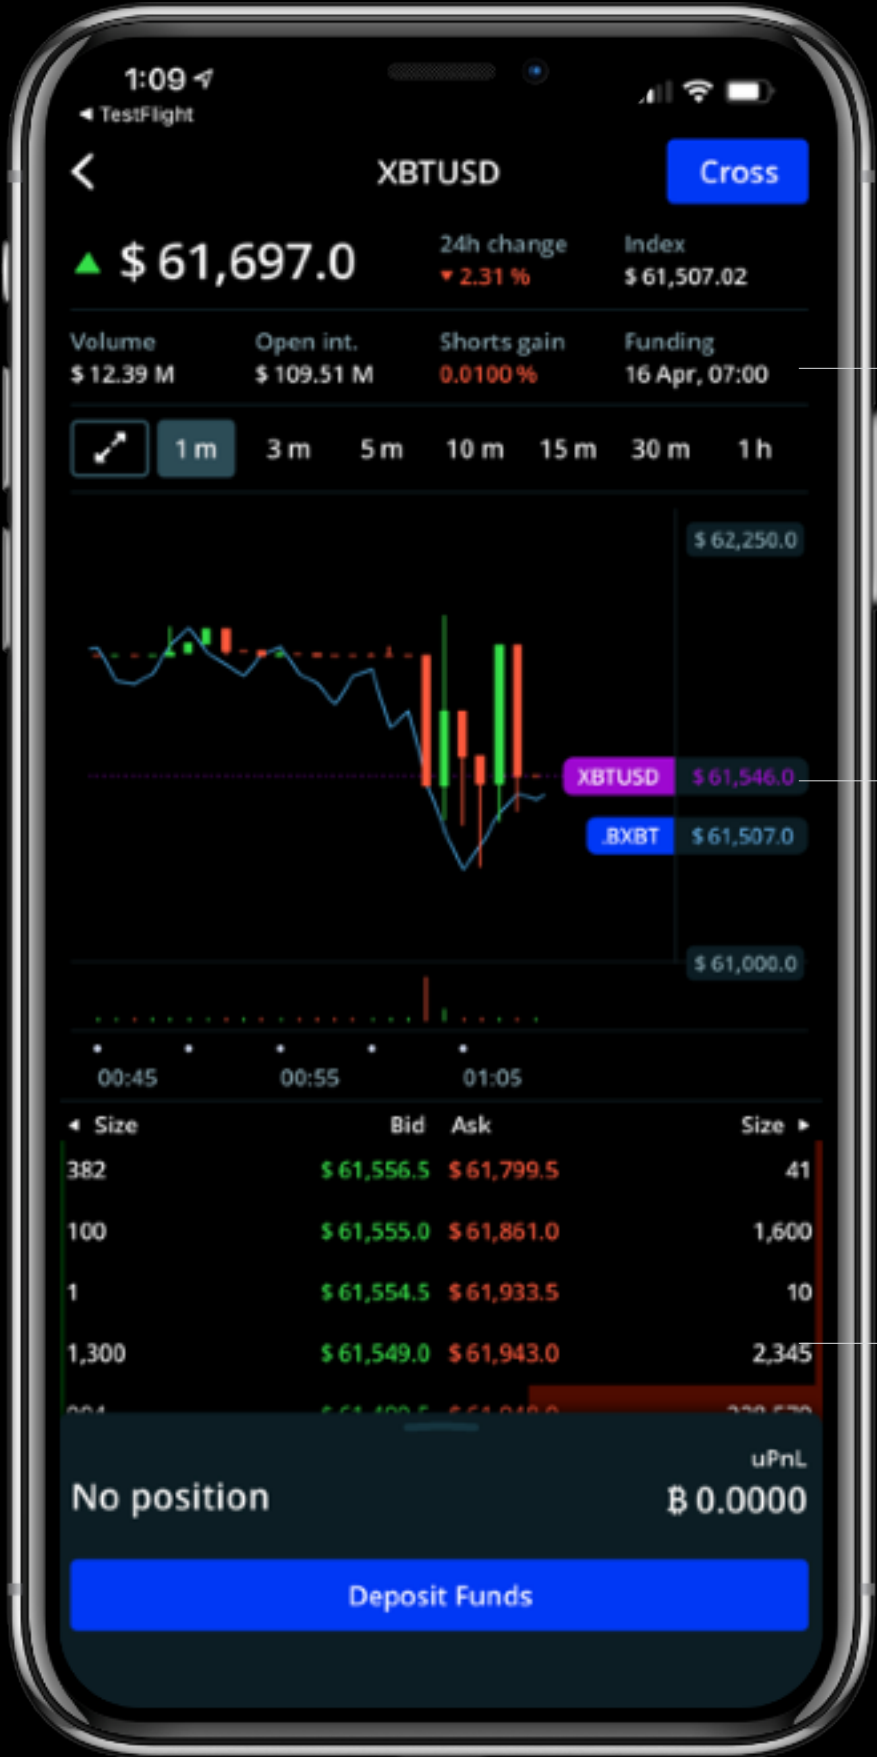 1:09
◀ TestFlight
XBTUSD
Cross
$ 61,697.0
24h change
▼ 2.31 %
Index
$ 61,507.02
Volume
$ 12.39 M
Open int.
$ 109.51 M
Shorts gain
0.0100 %
Funding
16 Apr, 07:00
1 m 3 m 5 m 10 m 15 m 30 m 1 h
$ 62,250.0
XBTUSD $ 61,546.0
.BXBT $ 61,507.0
$ 61,000.0
00:45 00:55 01:05
◀ Size Bid Ask Size ▶
382 $ 61,556.5 $ 61,799.5 41
100 $ 61,555.0 $ 61,861.0 1,600
1 $ 61,554.5 $ 61,933.5 10
1,300 $ 61,549.0 $ 61,943.0 2,345
uPnL
No position ₿ 0.0000
Deposit Funds